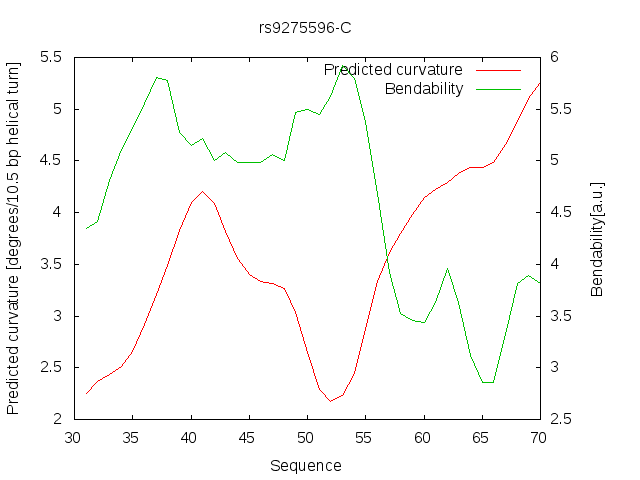 rs9275596-C
Predicted curvature
Bendability
Predicted curvature [degrees/10.5 bp helical turn]
5.5
5
4.5
4
3.5
3
2.5
2
6
5.5
5
4.5
4
3.5
3
2.5
Bendability[a.u.]
30 35 40 45 50 55 60 65 70
Sequence